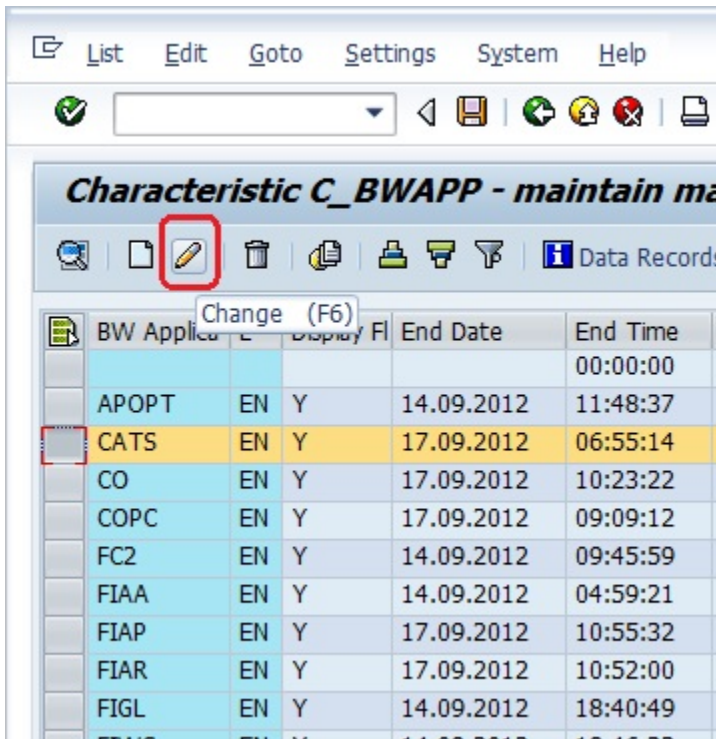 List Edit Goto Settings System Help
Characteristic C_BWAPP - maintain ma
Data Records
Change (F6)
BW Applica Display Fl End Date End Time
00:00:00
APOPT EN Y 14.09.2012 11:48:37
CATS EN Y 17.09.2012 06:55:14
CO EN Y 17.09.2012 10:23:22
COPC EN Y 17.09.2012 09:09:12
FC2 EN Y 14.09.2012 09:45:59
FIAA EN Y 14.09.2012 04:59:21
FIAP EN Y 17.09.2012 10:55:32
FIAR EN Y 17.09.2012 10:52:00
FIGL EN Y 14.09.2012 18:40:49